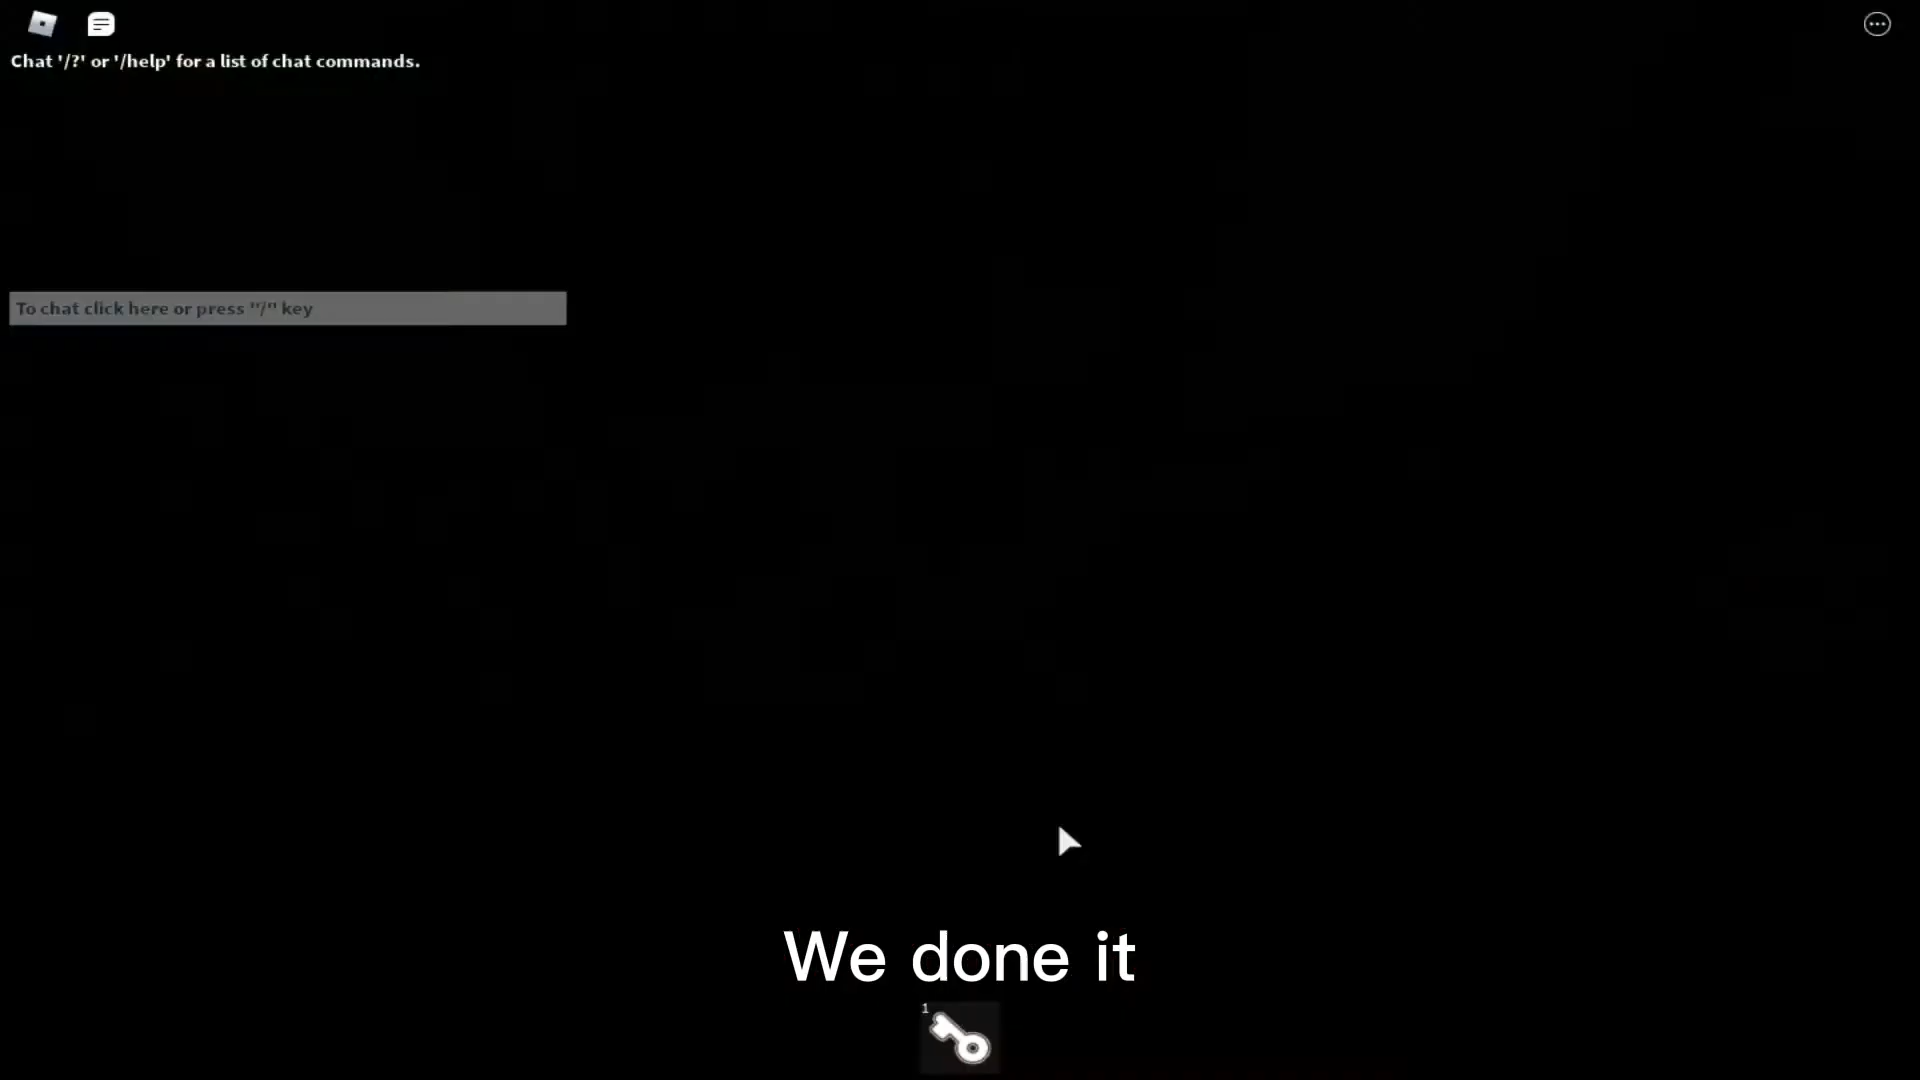 Chat '/?' or '/help' for a list of chat commands.
To chat click here or press "/" key
We done it
1